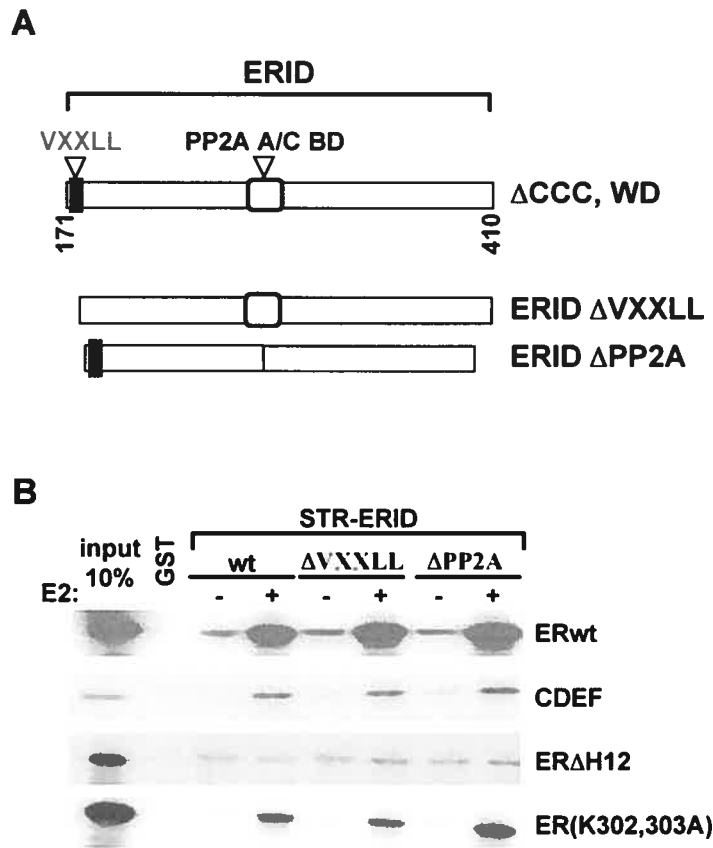 A
ERID
VXXLL PP2A A/C BD
ΔCCC, WD
171 410
ERID ΔVXXLL
ERID ΔPP2A
B
STR-ERID
input 10% GST wt ΔVXXLL ΔPP2A
E2: - + - + - +
ERwt
CDEF
ERΔH12
ER(K302,303A)